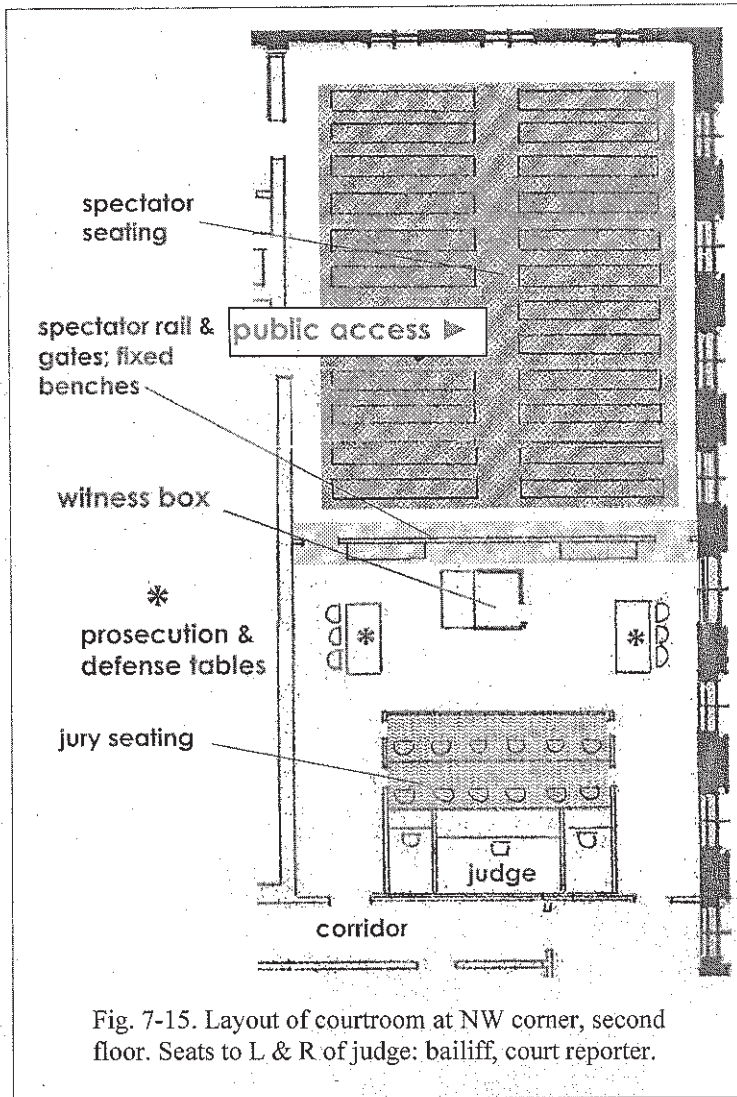 spectator
seating
spectator rail &
gates; fixed
benches
public access ►
witness box
*
prosecution &
defense tables
*
*
jury seating
judge
corridor
Fig. 7-15. Layout of courtroom at NW corner, second
floor. Seats to L & R of judge: bailiff, court reporter.